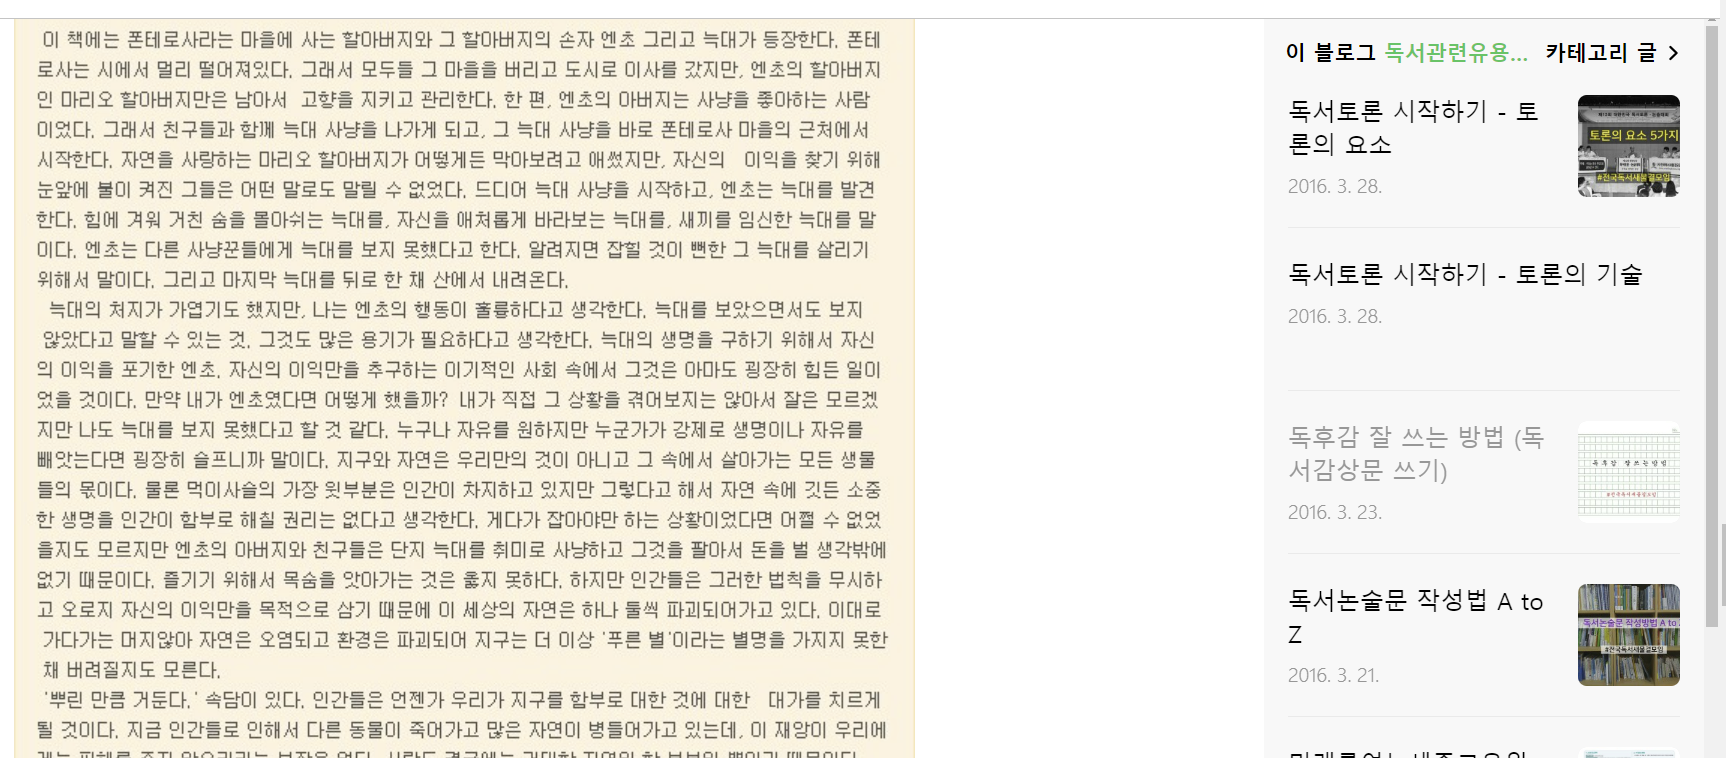 이 책에는 폰테로사라는 마을에 사는 할아버지와 그 할아버지의 손자 엔초 그리고 늑대가 등장한다. 폰테
로사는 시에서 멀리 떨어져있다. 그래서 모두들 그 마을을 버리고 도시로 이사를 갔지만, 엔초의 할아버지
인 마리오 할아버지만은 남아서 고향을 지키고 관리한다. 한 편, 엔초의 아버지는 사냥을 좋아하는 사람
이었다. 그래서 친구들과 함께 늑대 사냥을 나가게 되고, 그 늑대 사냥을 바로 폰테로사 마을의 근처에서
시작한다. 자연을 사랑하는 마리오 할아버지가 어떻게든 막아보려고 애썼지만, 자신의 이익을 찾기 위해
눈앞에 불이 켜진 그들은 어떤 말로도 말릴 수 없었다. 드디어 늑대 사냥을 시작하고, 엔초는 늑대를 발견
한다. 힘에 겨워 거친 숨을 몰아쉬는 늑대를, 자신을 애처롭게 바라보는 늑대를, 새끼를 임신한 늑대를 말
이다. 엔초는 다른 사냥꾼들에게 늑대를 보지 못했다고 한다. 알려지면 잡힐 것이 뻔한 그 늑대를 살리기
위해서 말이다. 그리고 마지막 늑대를 뒤로 한 채 산에서 내려온다.
늑대의 처지가 가엽기도 했지만, 나는 엔초의 행동이 훌륭하다고 생각한다. 늑대를 보았으면서도 보지
않았다고 말할 수 있는 것. 그것도 많은 용기가 필요하다고 생각한다. 늑대의 생명을 구하기 위해서 자신
의 이익을 포기한 엔초. 자신의 이익만을 추구하는 이기적인 사회 속에서 그것은 아마도 굉장히 힘든 일이
었을 것이다. 만약 내가 엔초였다면 어떻게 했을까? 내가 직접 그 상황을 겪어보지는 않아서 잘은 모르겠
지만 나도 늑대를 보지 못했다고 할 것 같다. 누구나 자유를 원하지만 누군가가 강제로 생명이나 자유를
빼앗는다면 굉장히 슬프니까 말이다. 지구와 자연은 우리만의 것이 아니고 그 속에서 살아가는 모든 생물
들의 몫이다. 물론 먹이사슬의 가장 윗부분은 인간이 차지하고 있지만 그렇다고 해서 자연 속에 깃든 소중
한 생명을 인간이 함부로 해칠 권리는 없다고 생각한다. 게다가 잡아야만 하는 상황이었다면 어쩔 수 없었
을지도 모르지만 엔초의 아버지와 친구들은 단지 늑대를 취미로 사냥하고 그것을 팔아서 돈을 벌 생각밖에
없기 때문이다. 즐기기 위해서 목숨을 앗아가는 것은 옳지 못하다. 하지만 인간들은 그러한 법칙을 무시하
고 오로지 자신의 이익만을 목적으로 삼기 때문에 이 세상의 자연은 하나 둘씩 파괴되어가고 있다. 이대로
가다가는 머지않아 자연은 오염되고 환경은 파괴되어 지구는 더 이상 '푸른 별'이라는 별명을 가지지 못한
채 버려질지도 모른다.
'뿌린 만큼 거둔다.' 속담이 있다. 인간들은 언젠가 우리가 지구를 함부로 대한 것에 대한 대가를 치르게
될 것이다. 지금 인간들로 인해서 다른 동물이 죽어가고 많은 자연이 병들어가고 있는데, 이 재앙이 우리에
이 블로그 독서관련유용... 카테고리 글
독서토론 시작하기 - 토
론의 요소
2016. 3. 28.
토론의 요소 5가지
#전국독서새물결모임
독서토론 시작하기 - 토론의 기술
2016. 3. 28.
독후감 잘 쓰는 방법 (독
서감상문 쓰기)
2016. 3. 23.
독후감 잘쓰는방법
#전국독서새물결모임
독서논술문 작성법 A to
Z
2016. 3. 21.
독서논술문 작성방법 A to
#전국독서새물결모임